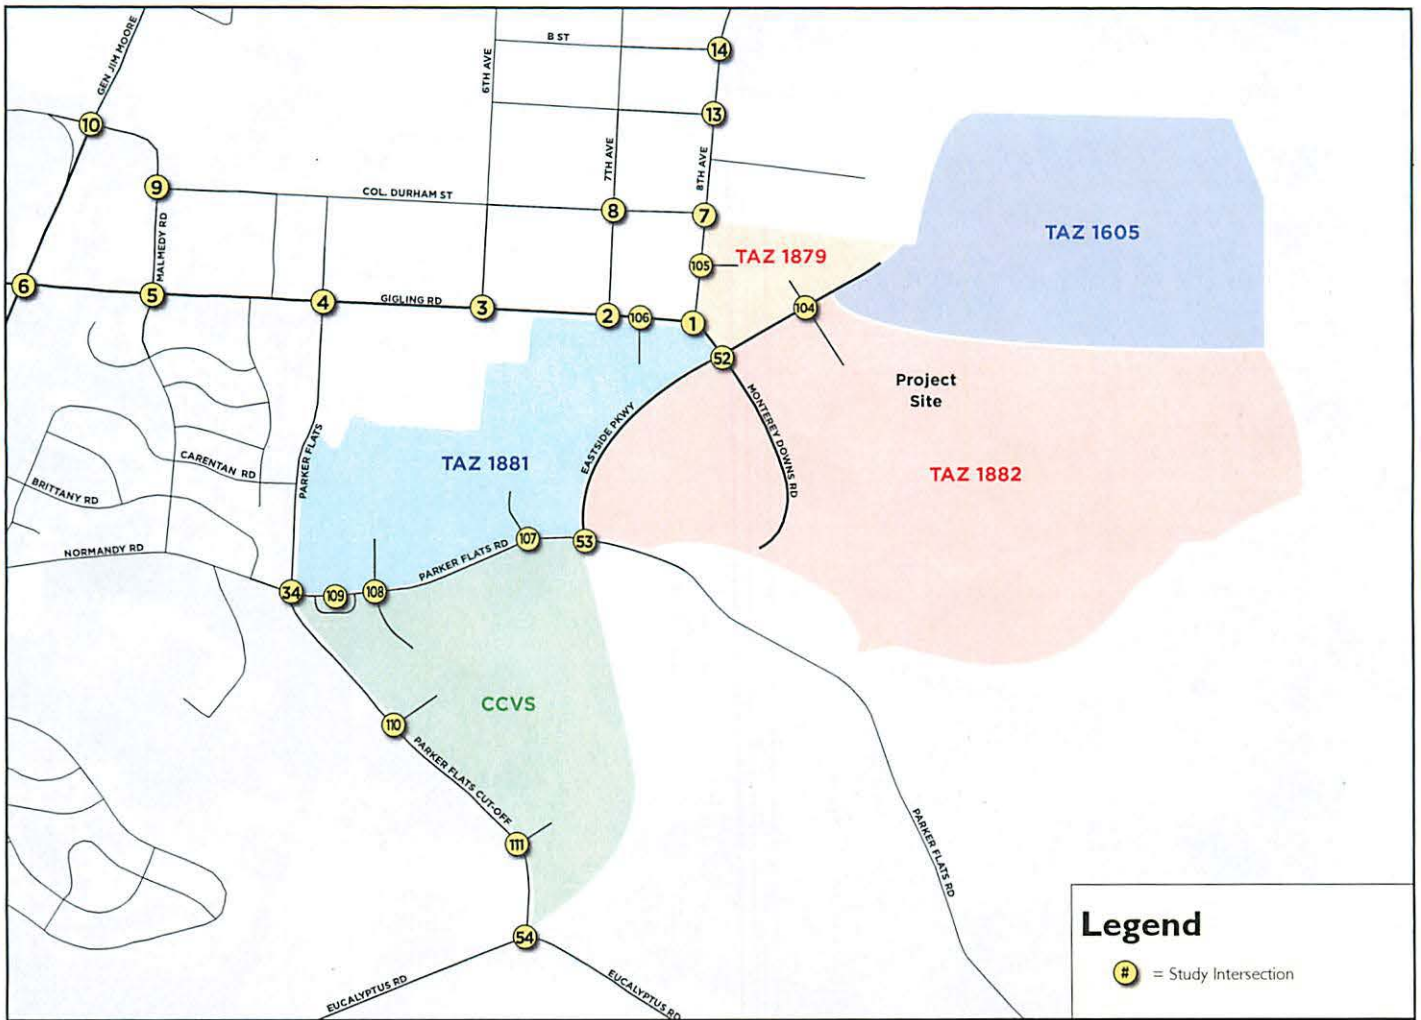 GEN JIM MOORE
6TH AVE
B ST
14
13
10
7TH AVE
8TH AVE
9
COL. DURHAM ST
8
7
TAZ 1605
MALMEDY RD
TAZ 1879
105
6
5
4
GIGLING RD
3
2
106
1
104
52
Project
Site
MONTEREY DOWNS RD
EASTSIDE PKWY
PARKER FLATS
CARENTAN RD
TAZ 1881
TAZ 1882
BRITTANY RD
NORMANDY RD
PARKER FLATS RD
107
53
34
109
108
CCVS
110
PARKER FLATS CUT-OFF
111
PARKER FLATS RD
54
EUCALYPTUS RD
EUCALYPTUS RD
Legend
# = Study Intersection